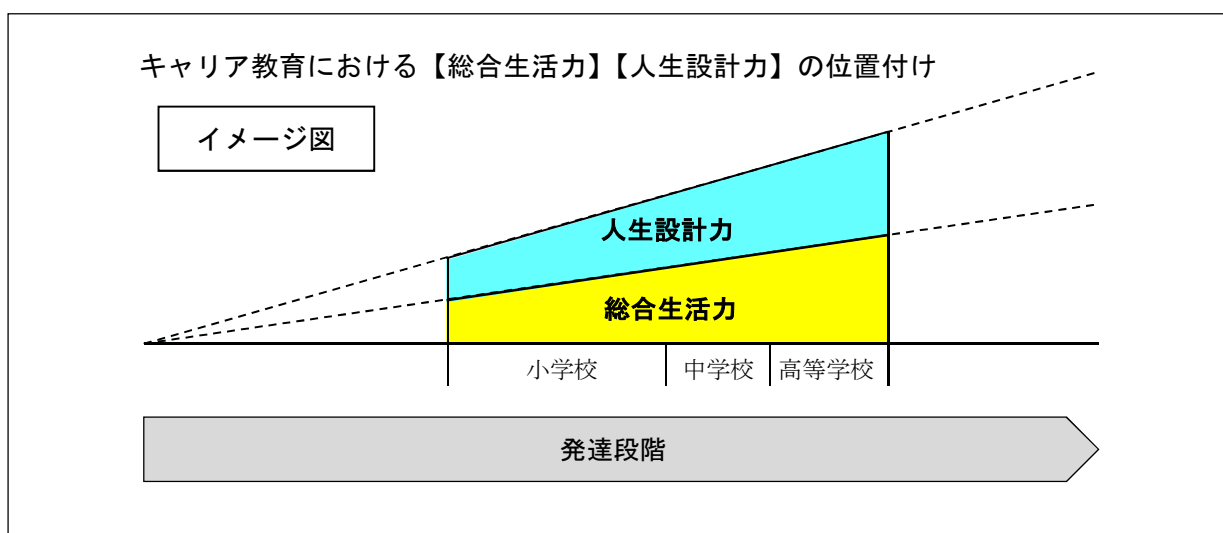 キャリア教育における【総合生活力】【人生設計力】の位置付け
イメージ図
人生設計力
総合生活力
小学校
中学校
高等学校
発達段階